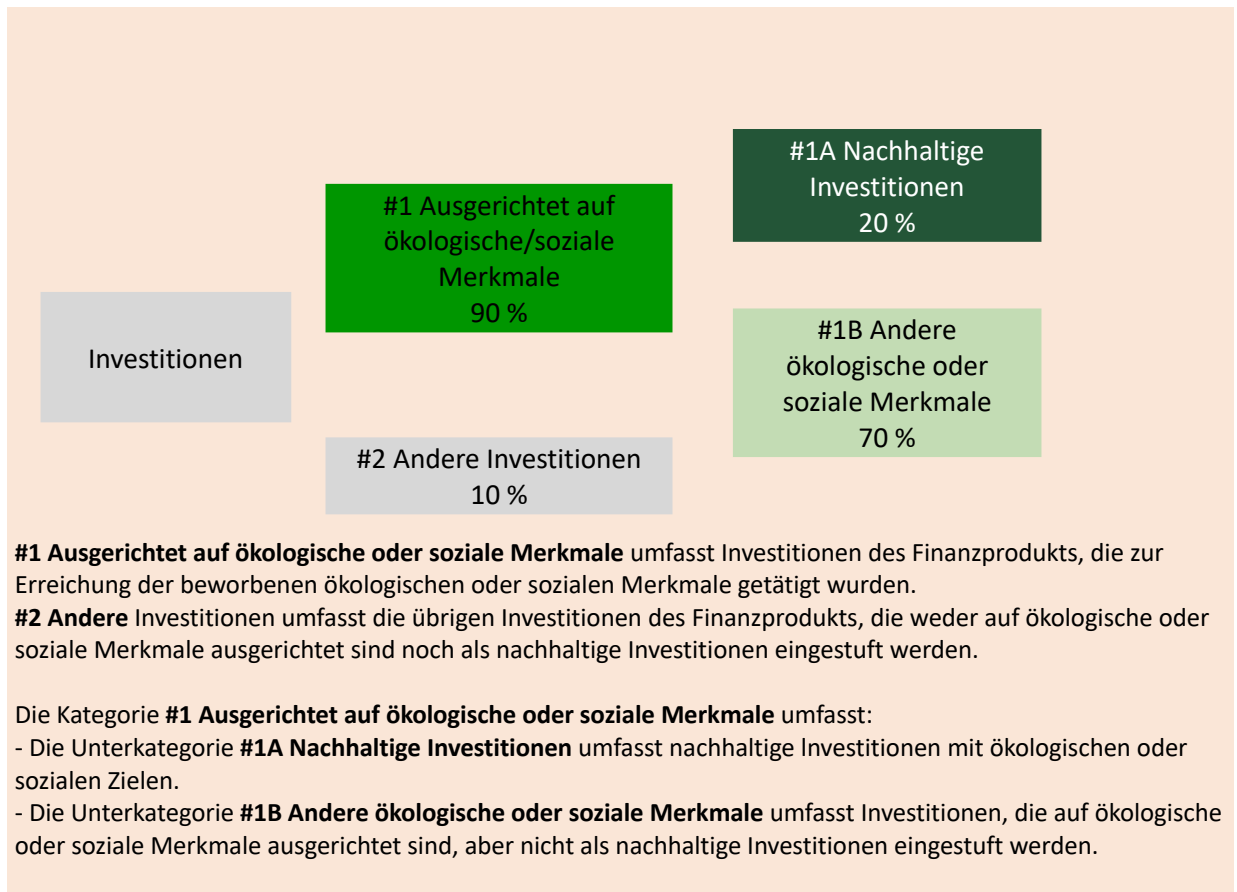 #1A Nachhaltige
Investitionen
20 %
#1 Ausgerichtet auf
ökologische/soziale
Merkmale
90 %
Investitionen
#1B Andere
ökologische oder
soziale Merkmale
70 %
#2 Andere Investitionen
10 %
#1 Ausgerichtet auf ökologische oder soziale Merkmale umfasst Investitionen des Finanzprodukts, die zur
Erreichung der beworbenen ökologischen oder sozialen Merkmale getätigt wurden.
#2 Andere Investitionen umfasst die übrigen Investitionen des Finanzprodukts, die weder auf ökologische oder
soziale Merkmale ausgerichtet sind noch als nachhaltige Investitionen eingestuft werden.
Die Kategorie #1 Ausgerichtet auf ökologische oder soziale Merkmale umfasst:
- Die Unterkategorie #1A Nachhaltige Investitionen umfasst nachhaltige Investitionen mit ökologischen oder
sozialen Zielen.
- Die Unterkategorie #1B Andere ökologische oder soziale Merkmale umfasst Investitionen, die auf ökologische
oder soziale Merkmale ausgerichtet sind, aber nicht als nachhaltige Investitionen eingestuft werden.